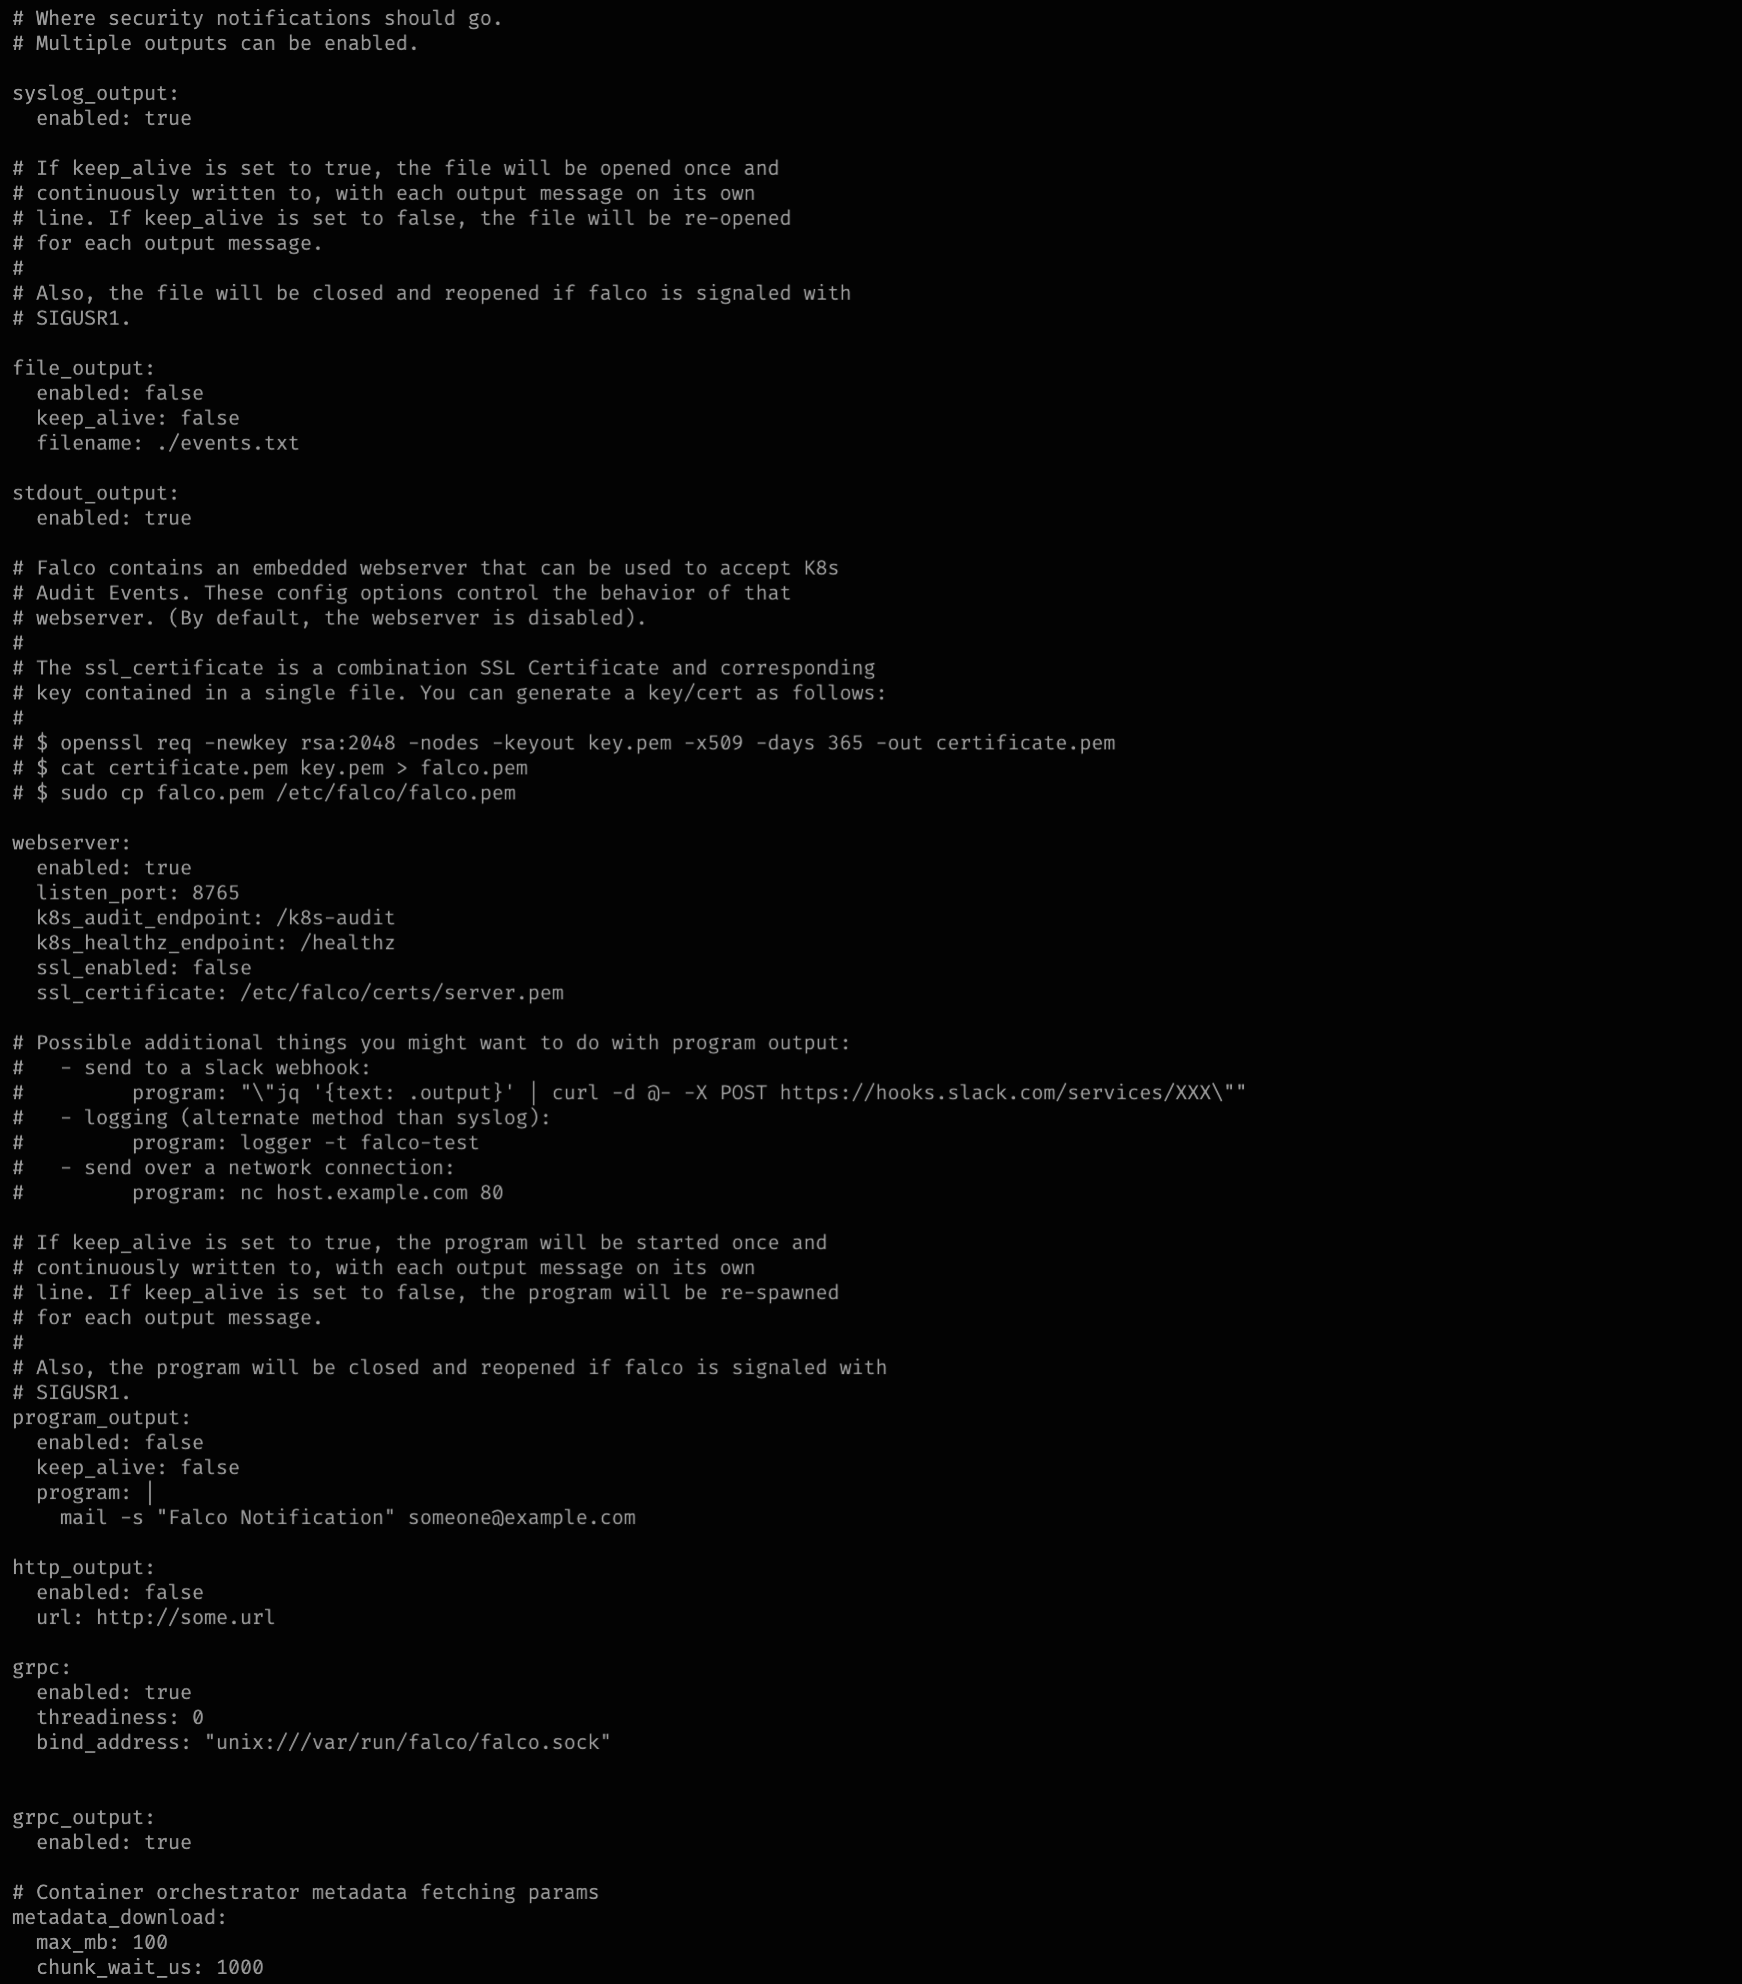 # Where security notifications should go.
# Multiple outputs can be enabled.

syslog_output:
  enabled: true

# If keep_alive is set to true, the file will be opened once and
# continuously written to, with each output message on its own
# line. If keep_alive is set to false, the file will be re-opened
# for each output message.
#
# Also, the file will be closed and reopened if falco is signaled with
# SIGUSR1.

file_output:
  enabled: false
  keep_alive: false
  filename: ./events.txt

stdout_output:
  enabled: true

# Falco contains an embedded webserver that can be used to accept K8s
# Audit Events. These config options control the behavior of that
# webserver. (By default, the webserver is disabled).
#
# The ssl_certificate is a combination SSL Certificate and corresponding
# key contained in a single file. You can generate a key/cert as follows:
#
# $ openssl req -newkey rsa:2048 -nodes -keyout key.pem -x509 -days 365 -out certificate.pem
# $ cat certificate.pem key.pem > falco.pem
# $ sudo cp falco.pem /etc/falco/falco.pem

webserver:
  enabled: true
  listen_port: 8765
  k8s_audit_endpoint: /k8s-audit
  k8s_healthz_endpoint: /healthz
  ssl_enabled: false
  ssl_certificate: /etc/falco/certs/server.pem

# Possible additional things you might want to do with program output:
#   - send to a slack webhook:
#         program: "\"jq '{text: .output}' | curl -d @- -X POST https://hooks.slack.com/services/XXX\""
#   - logging (alternate method than syslog):
#         program: logger -t falco-test
#   - send over a network connection:
#         program: nc host.example.com 80

# If keep_alive is set to true, the program will be started once and
# continuously written to, with each output message on its own
# line. If keep_alive is set to false, the program will be re-spawned
# for each output message.
#
# Also, the program will be closed and reopened if falco is signaled with
# SIGUSR1.
program_output:
  enabled: false
  keep_alive: false
  program: |
    mail -s "Falco Notification" someone@example.com

http_output:
  enabled: false
  url: http://some.url

grpc:
  enabled: true
  threadiness: 0
  bind_address: "unix:///var/run/falco/falco.sock"


grpc_output:
  enabled: true

# Container orchestrator metadata fetching params
metadata_download:
  max_mb: 100
  chunk_wait_us: 1000